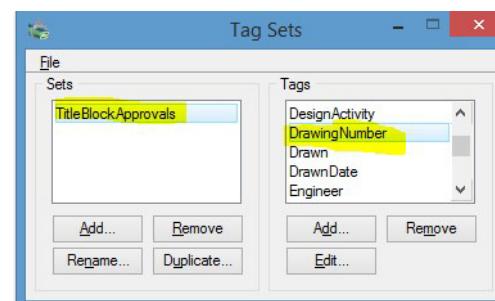 Tag Sets
File
Sets
TitleBlockApprovals
Add...
Remove
Rename...
Duplicate...
Tags
DesignActivity
DrawingNumber
Drawn
DrawnDate
Engineer
Add...
Remove
Edit...